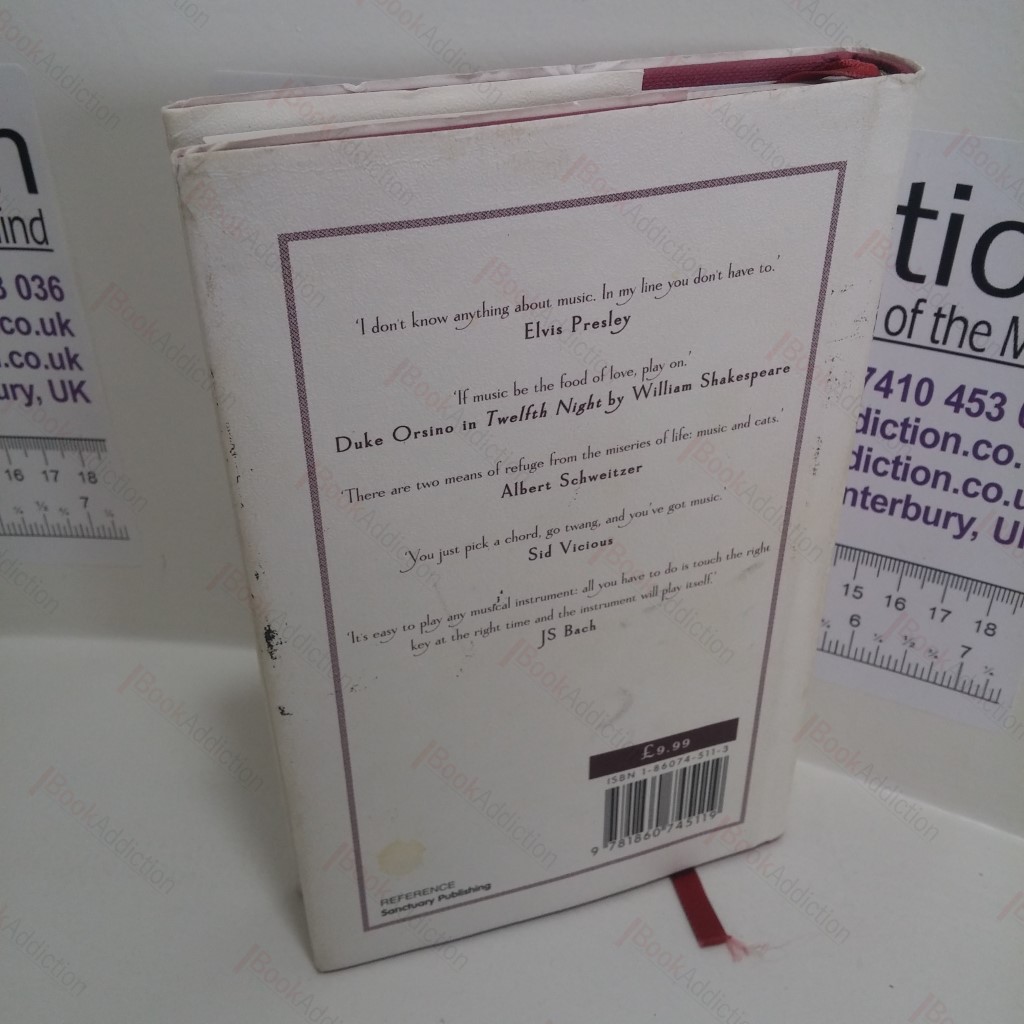 'I don't know anything about music. In my line you don't have to.'
Elvis Presley
'If music be the food of love, play on.'
Duke Orsino in Twelfth Night by William Shakespeare
'There are two means of refuge from the miseries of life: music and cats.'
Albert Schweitzer
'You just pick a chord, go twang, and you've got music.'
Sid Vicious
'It's easy to play any musical instrument: all you have to do is touch the right
key at the right time and the instrument will play itself.'
JS Bach
£9.99
ISBN 1-86074-511-3
9 781860 745119
REFERENCE
Sanctuary Publishing
n
ind
3 036
co.uk
.co.uk
ury, UK
16 17 18
7
tio
of the M
7410 453
diction.co.
diction.co.u
nterbury, U
15 16 17 18
6 7
BookAddiction